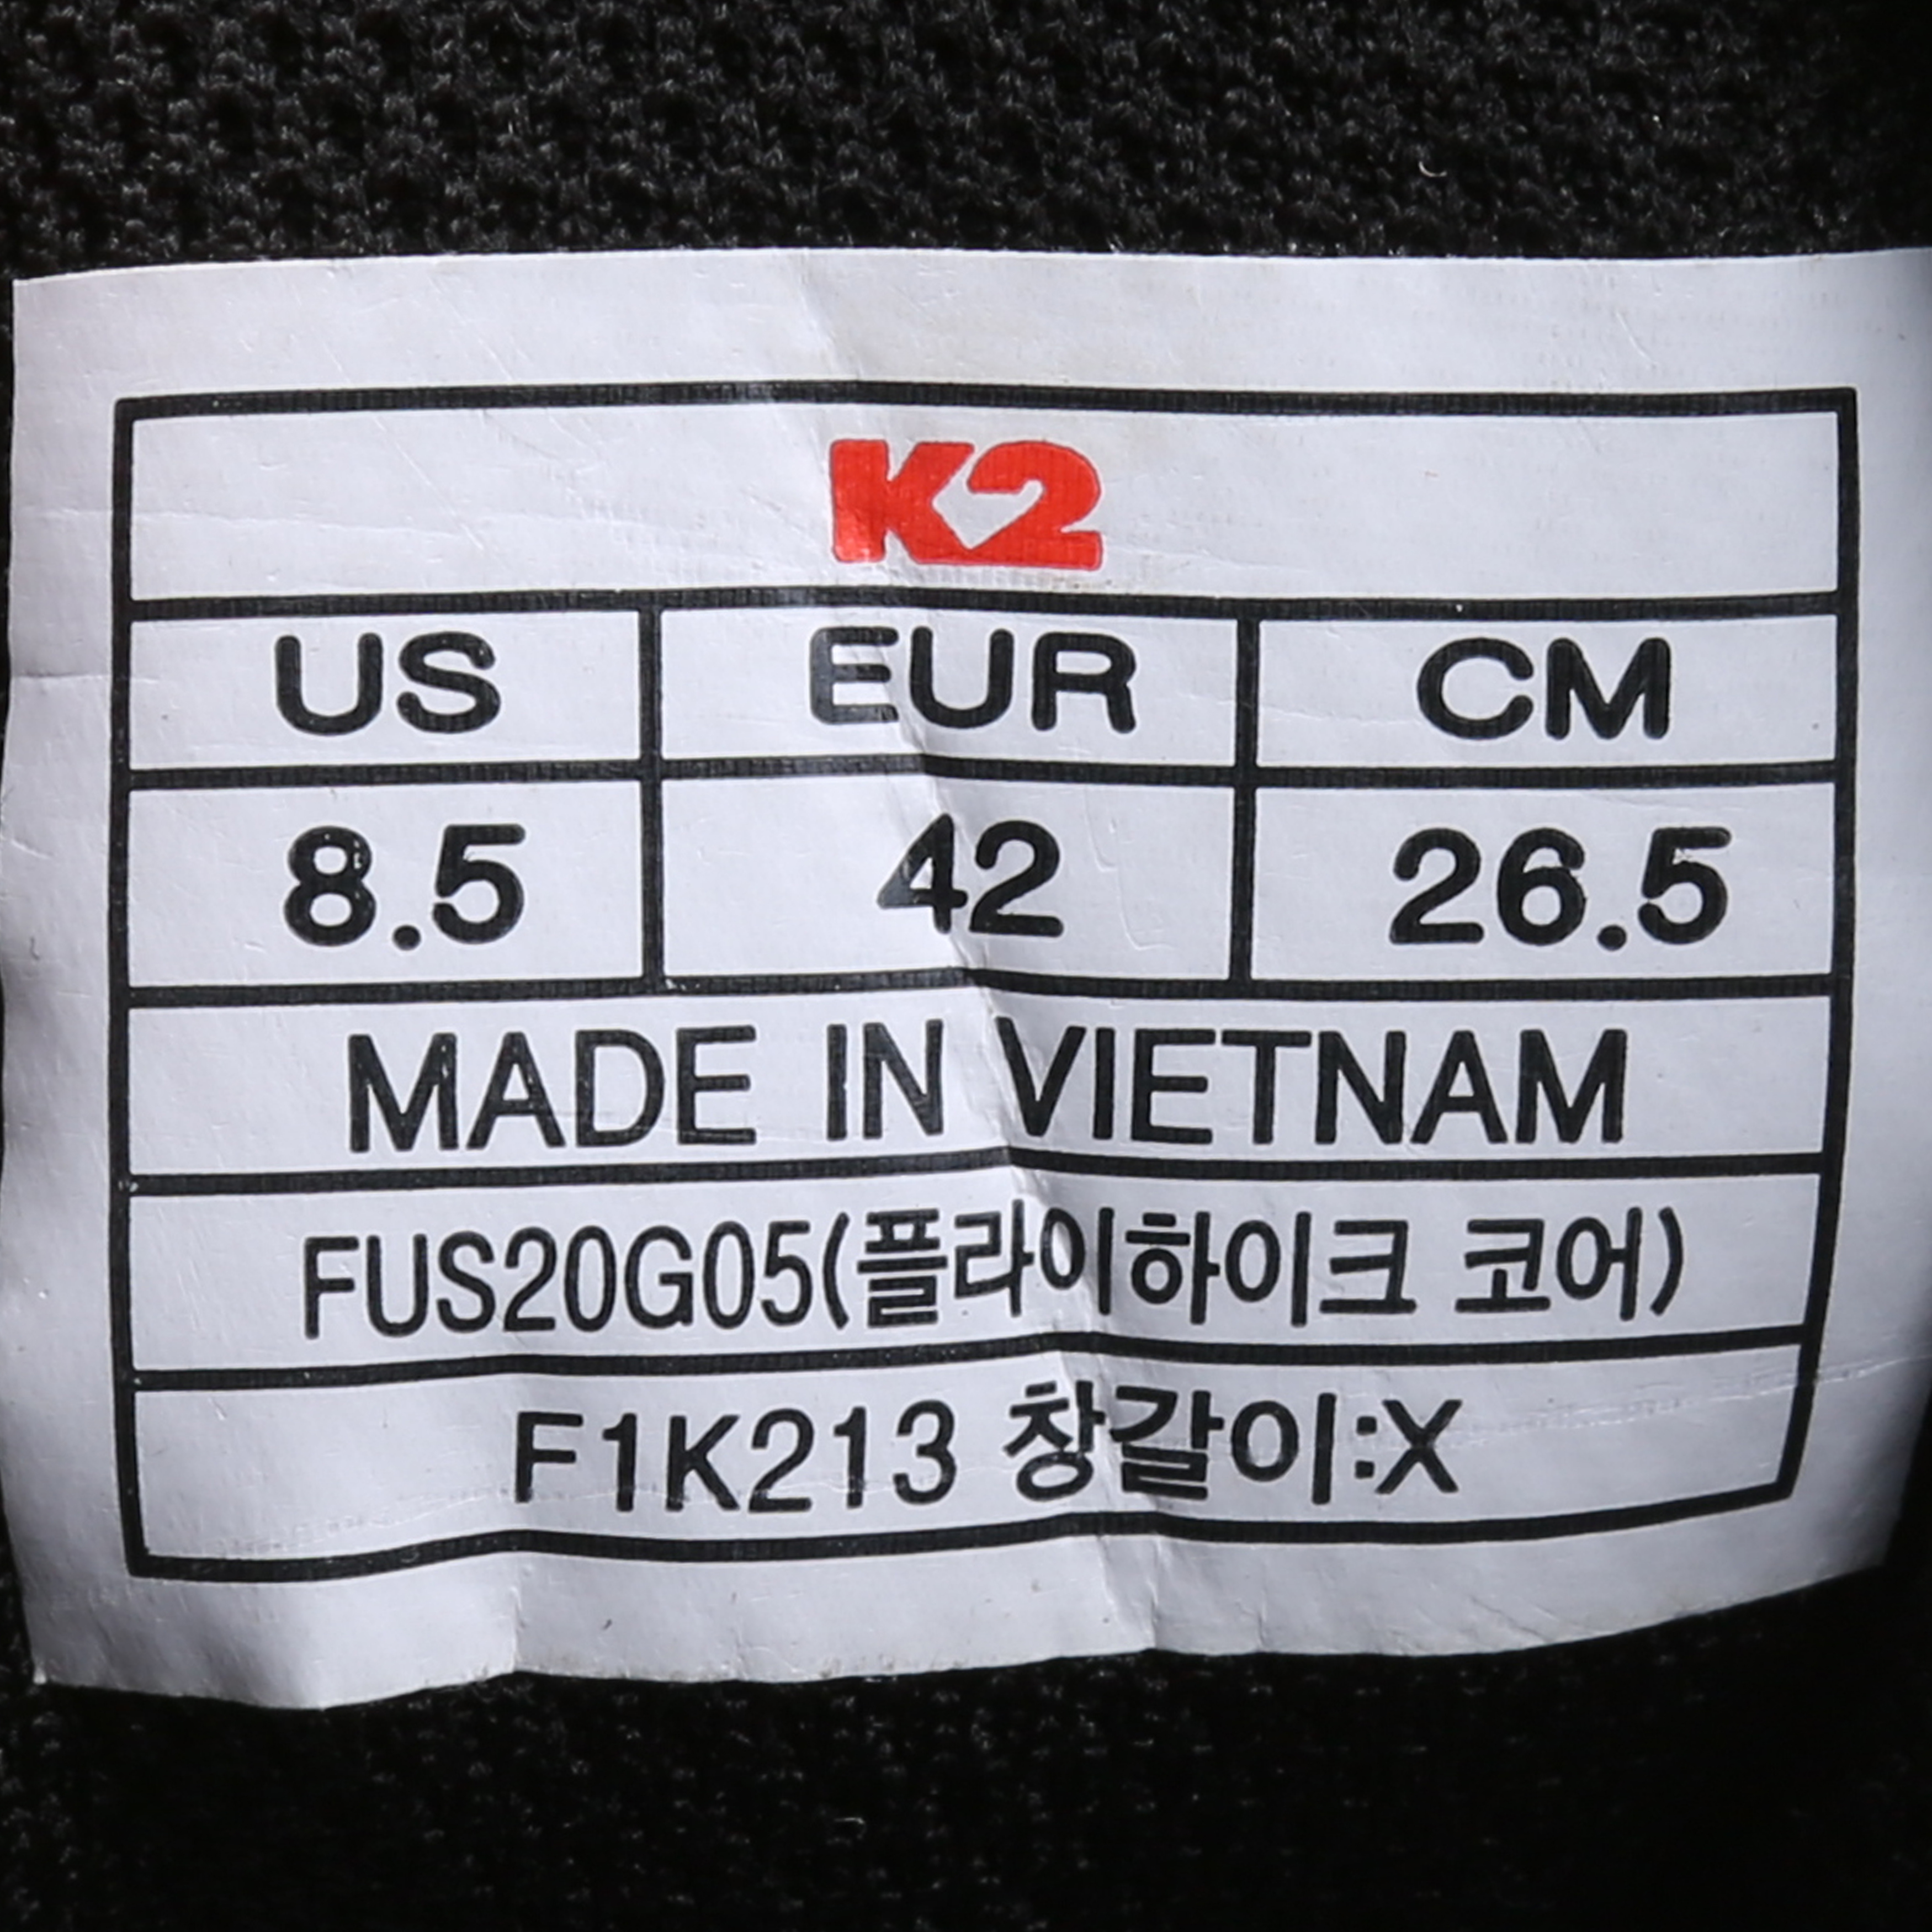 K2
US EUR CM
8.5 42 26.5
MADE IN VIETNAM
FUS20G05(플라이하이크 코어)
F1K213 창갈이:X